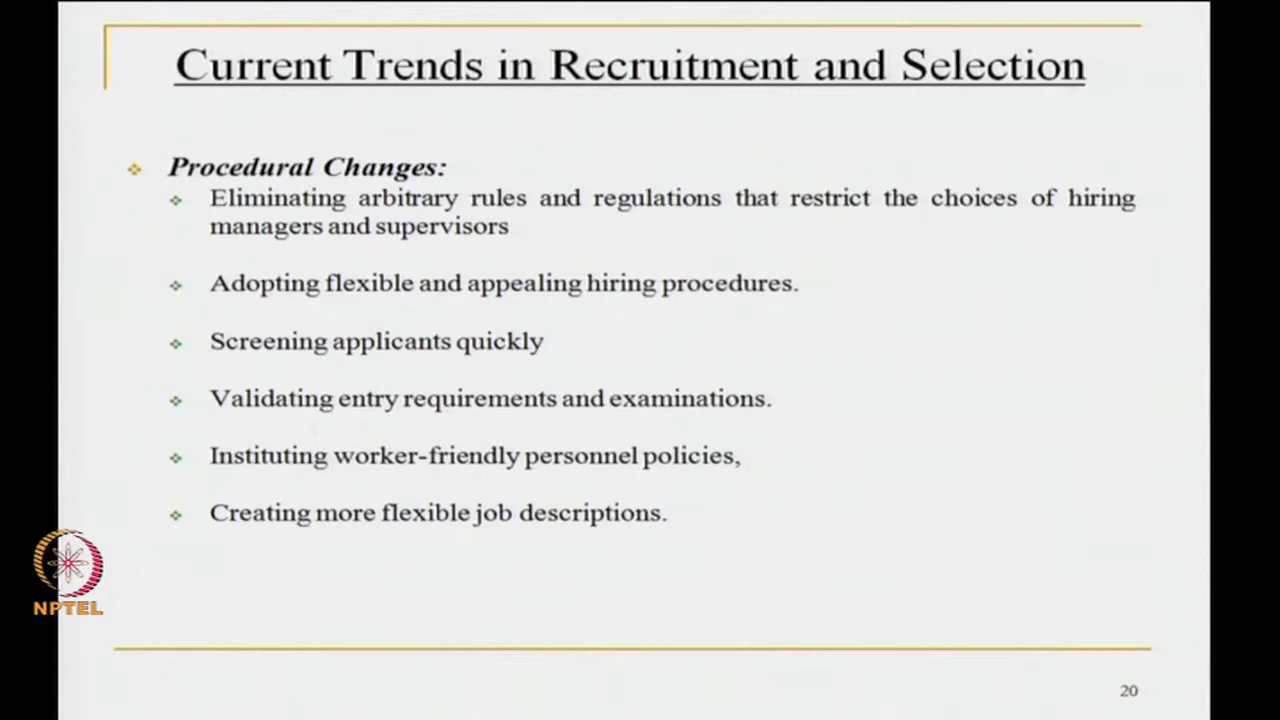 Current Trends in Recruitment and Selection
Procedural Changes:
Eliminating arbitrary rules and regulations that restrict the choices of hiring
managers and supervisors
Adopting flexible and appealing hiring procedures.
Screening applicants quickly
Validating entry requirements and examinations.
Instituting worker-friendly personnel policies,
Creating more flexible job descriptions.
NPTEL
20